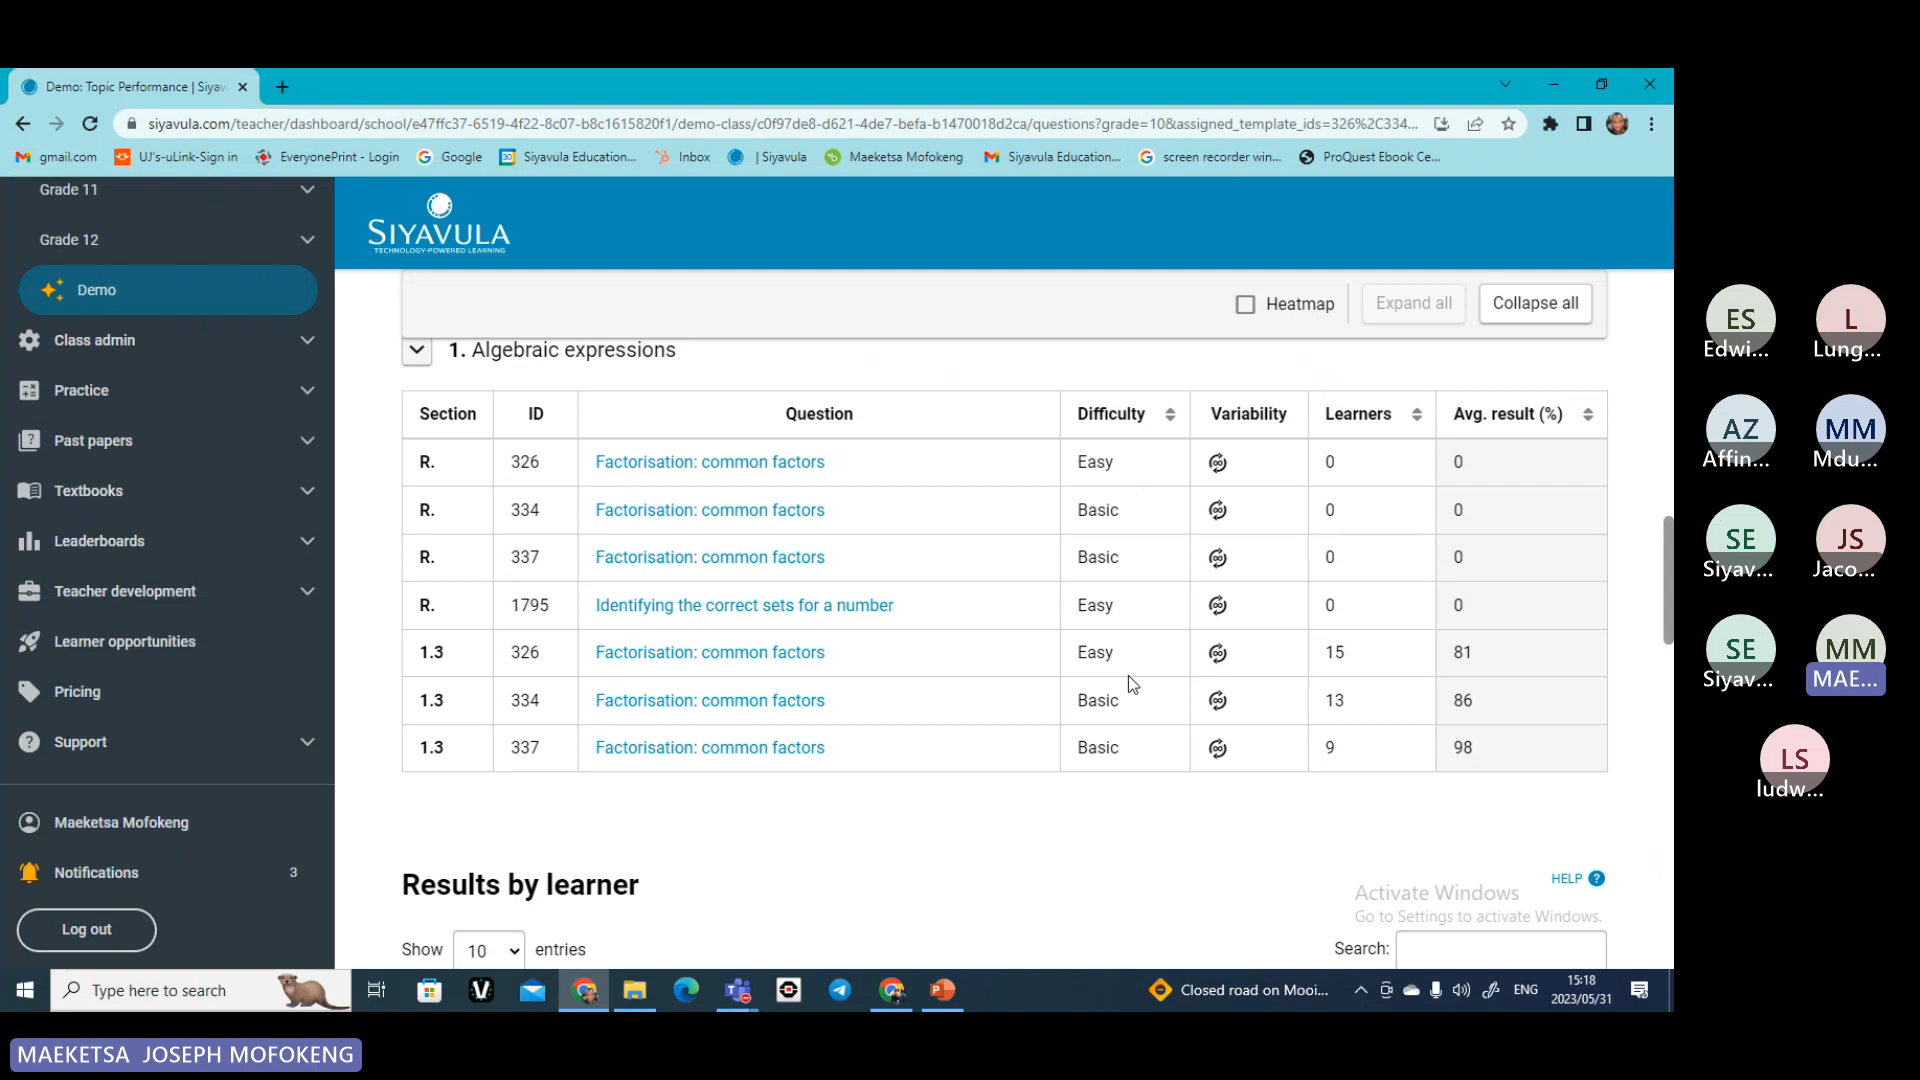 Demo: Topic Performance | Siyav
siyavula.com/teacher/dashboard/school/e47ffc37-6519-4f22-8c07-b8c1615820f1/demo-class/c0f97de8-d621-4de7-befa-b1470018d2ca/questions?grade=10&assigned_template_ids=326%2C334...
gmail.com UJ's-uLink-Sign in EveryonePrint - Login Google Siyavula Education... Inbox | Siyavula Maeketsa Mofokeng Siyavula Education... screen recorder win... ProQuest Ebook Ce...
Grade 11
Grade 12
Demo
Class admin
Practice
Past papers
Textbooks
Leaderboards
Teacher development
Learner opportunities
Pricing
Support
Maeketsa Mofokeng
Notifications 3
Log out
SIYAVULA
TECHNOLOGY-POWERED LEARNING
Heatmap Expand all Collapse all
1. Algebraic expressions
Section ID Question Difficulty Variability Learners Avg. result (%)
R. 326 Factorisation: common factors Easy 0 0
R. 334 Factorisation: common factors Basic 0 0
R. 337 Factorisation: common factors Basic 0 0
R. 1795 Identifying the correct sets for a number Easy 0 0
1.3 326 Factorisation: common factors Easy 15 81
1.3 334 Factorisation: common factors Basic 13 86
1.3 337 Factorisation: common factors Basic 9 98
Results by learner
HELP ?
Activate Windows
Go to Settings to activate Windows.
Show 10 entries Search:
Type here to search
Closed road on Mooi...
ENG
15:18
2023/05/31
ES L
Edwi... Lung...
AZ MM
Affin... Mdu...
SE JS
Siyav... Jaco...
SE MM
Siyav... MAE...
LS
ludw...
MAEKETSA JOSEPH MOFOKENG